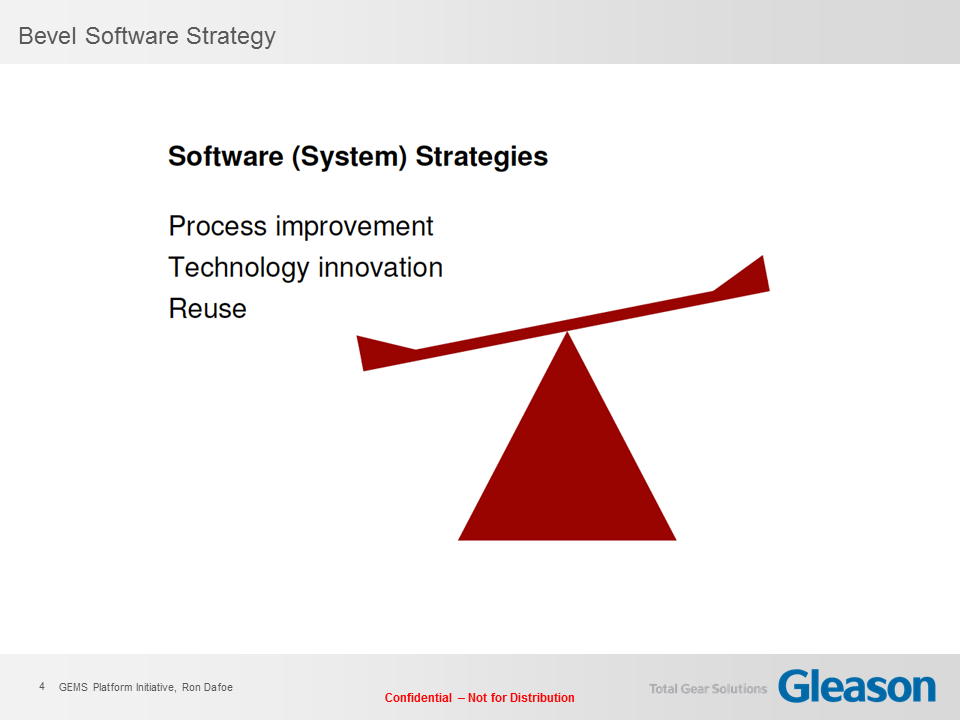 Bevel Software Strategy
Software (System) Strategies
Process improvement
Technology innovation
Reuse
4 GEMS Platform Initiative, Ron Dafoe
Confidential – Not for Distribution
Total Gear Solutions Gleason